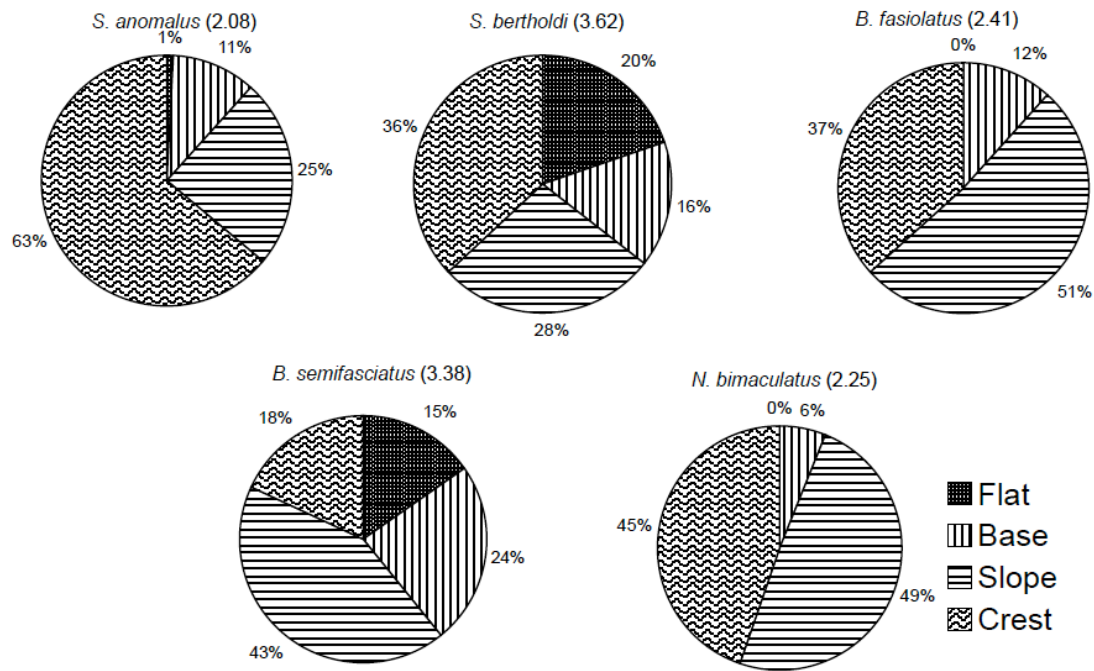 S. anomalus (2.08)
1%
11%
25%
63%
S. bertholdi (3.62)
20%
16%
28%
36%
B. fasiolatus (2.41)
0%
12%
51%
37%
B. semifasciatus (3.38)
15%
24%
43%
18%
N. bimaculatus (2.25)
0%
6%
49%
45%
Flat
Base
Slope
Crest